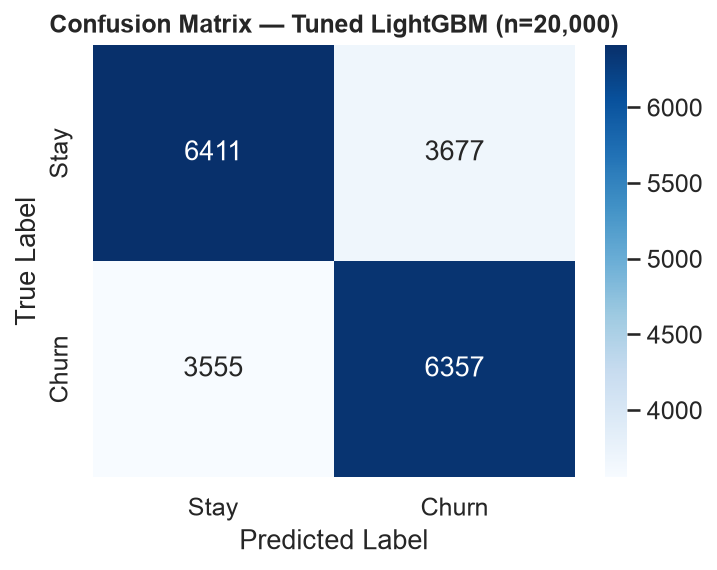 Confusion Matrix — Tuned LightGBM (n=20,000)
True Label
Stay
6411
3677
Churn
3555
6357
Stay
Churn
Predicted Label
6000
5500
5000
4500
4000